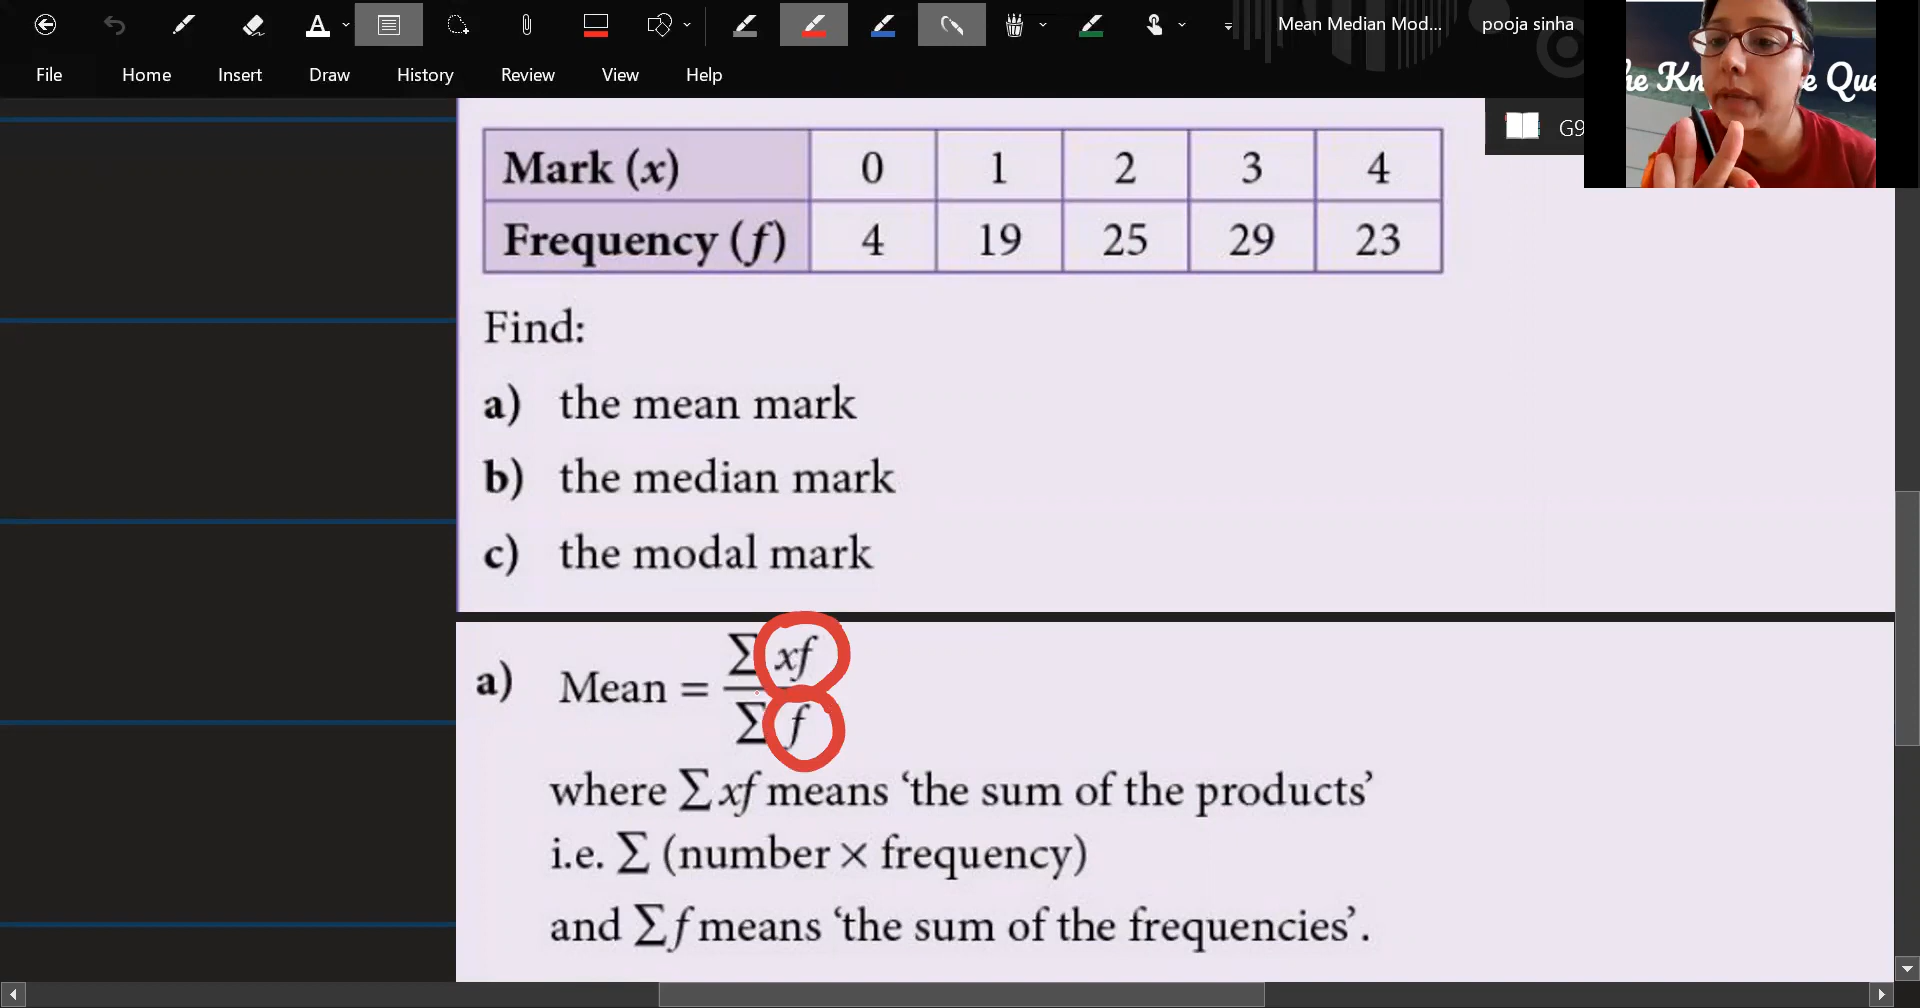 Mean Median Mod...
pooja sinha
File Home Insert Draw History Review View Help
G9
Mark (x) 0 1 2 3 4
Frequency (f) 4 19 25 29 23
Find:
a) the mean mark
b) the median mark
c) the modal mark
a) Mean = ∑ xf / ∑ f
where ∑ xf means ‘the sum of the products’
i.e. ∑ (number × frequency)
and ∑ f means ‘the sum of the frequencies’.